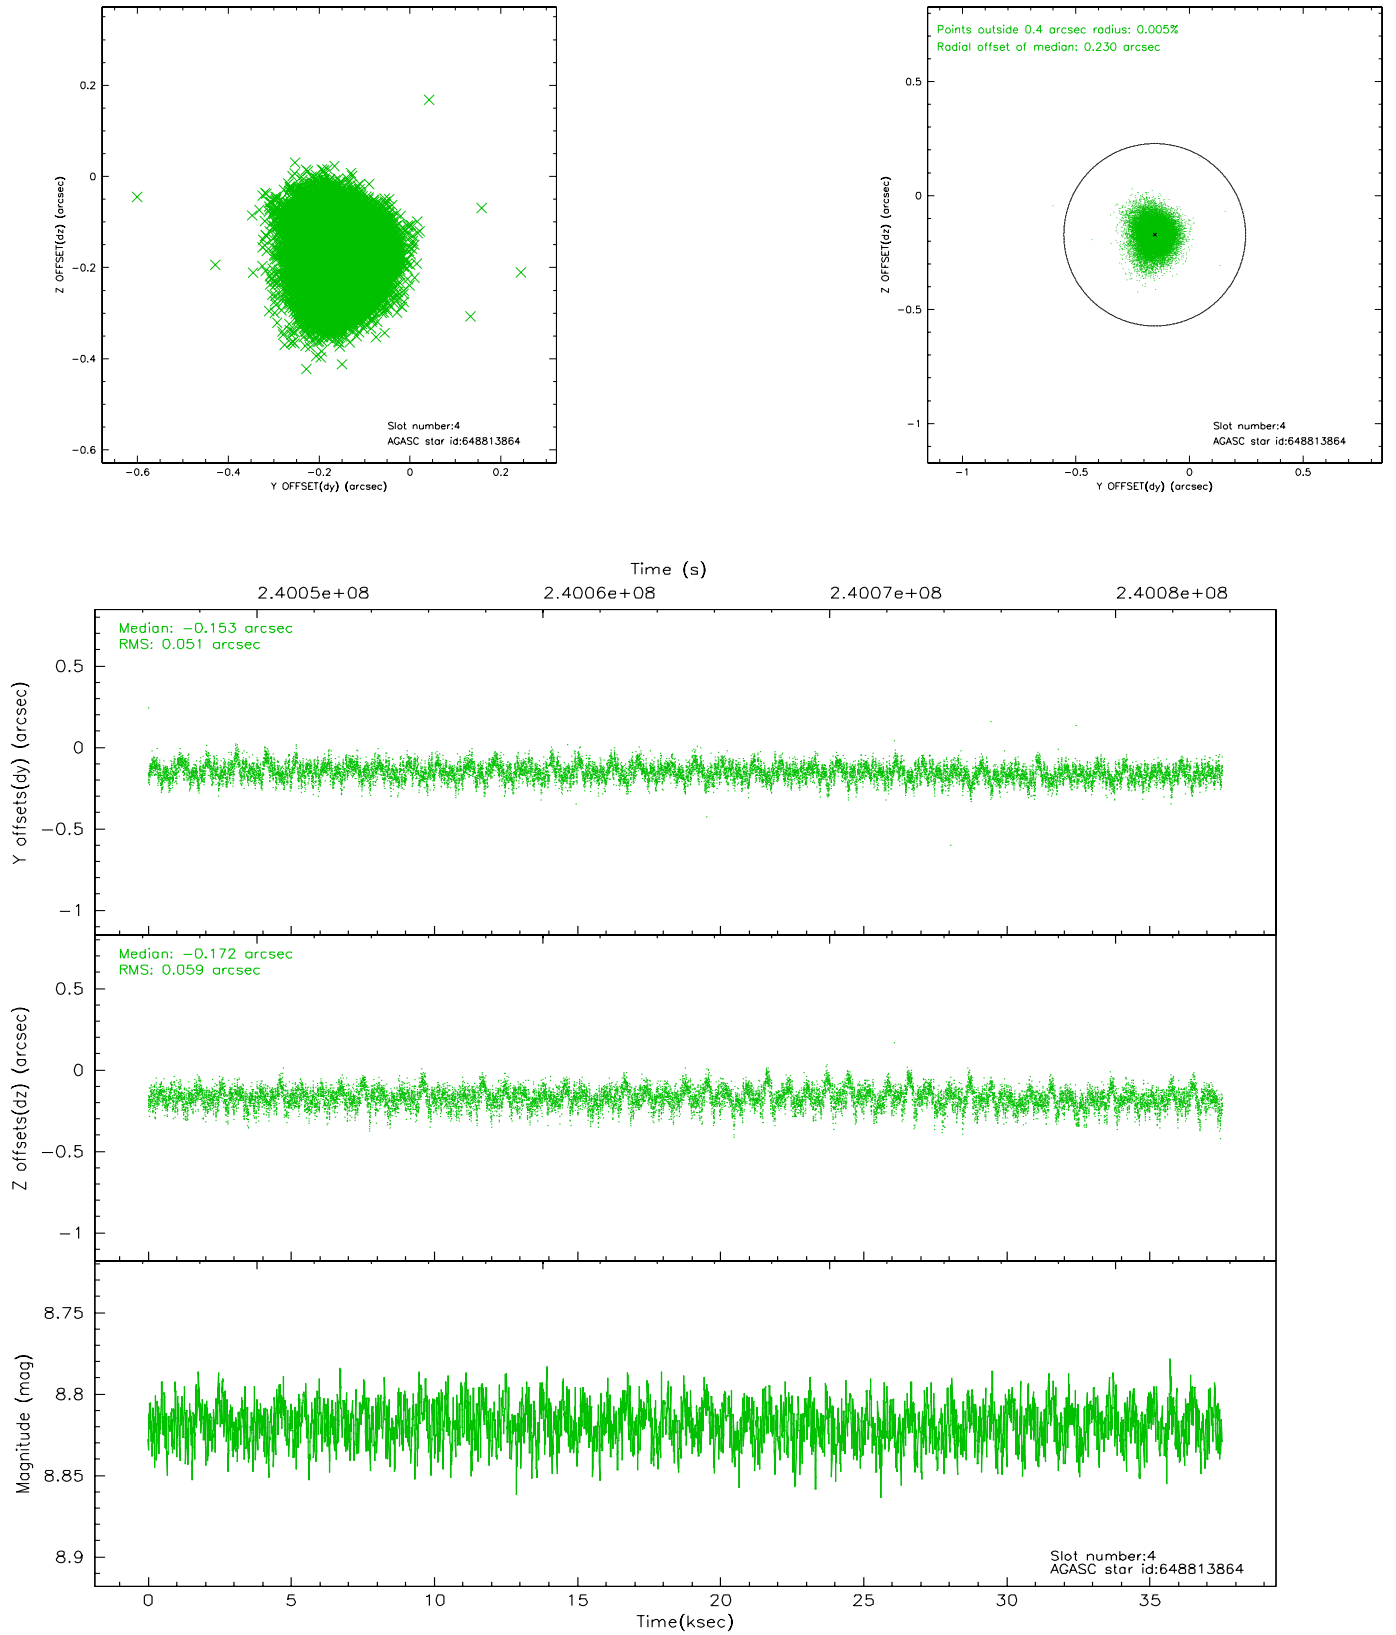 0.2
0
−0.2
−0.4
−0.6
Z OFFSET(dz) (arcsec)
Slot number:4
AGASC star id:648813864
−0.6 −0.4 −0.2 0 0.2
Y OFFSET(dy) (arcsec)
Points outside 0.4 arcsec radius: 0.005%
Radial offset of median: 0.230 arcsec
0.5
0
−0.5
−1
Z OFFSET(dz) (arcsec)
Slot number:4
AGASC star id:648813864
−1 −0.5 0 0.5
Y OFFSET(dy) (arcsec)
Time (s)
2.4005e+08 2.4006e+08 2.4007e+08 2.4008e+08
Median: −0.153 arcsec
RMS: 0.051 arcsec
0.5
0
−0.5
−1
Y offsets(dy) (arcsec)
Median: −0.172 arcsec
RMS: 0.059 arcsec
0.5
0
−0.5
−1
Z offsets(dz) (arcsec)
8.75
8.8
8.85
8.9
Magnitude (mag)
Slot number:4
AGASC star id:648813864
0 5 10 15 20 25 30 35
Time(ksec)